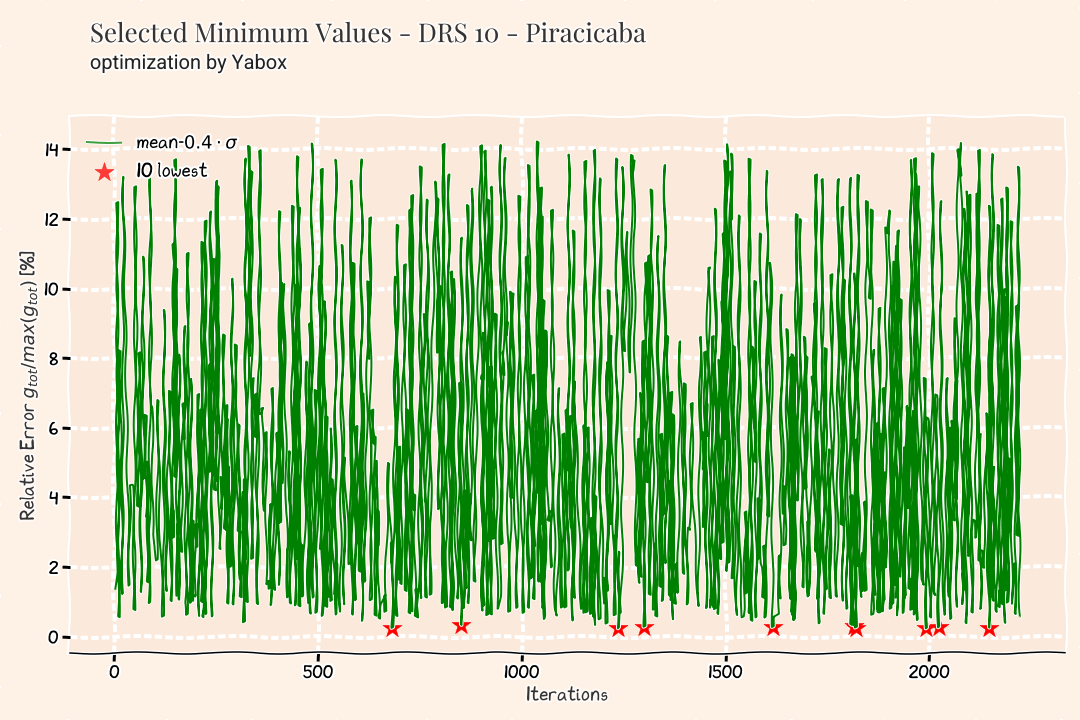 Selected Minimum Values - DRS 10 - Piracicaba
optimization by Yabox
mean-0.4 · σ
10 lowest
Relative Error g_tot/max(g_tot) [%]
14
12
10
8
6
4
2
0
0 500 1000 1500 2000
Iterations